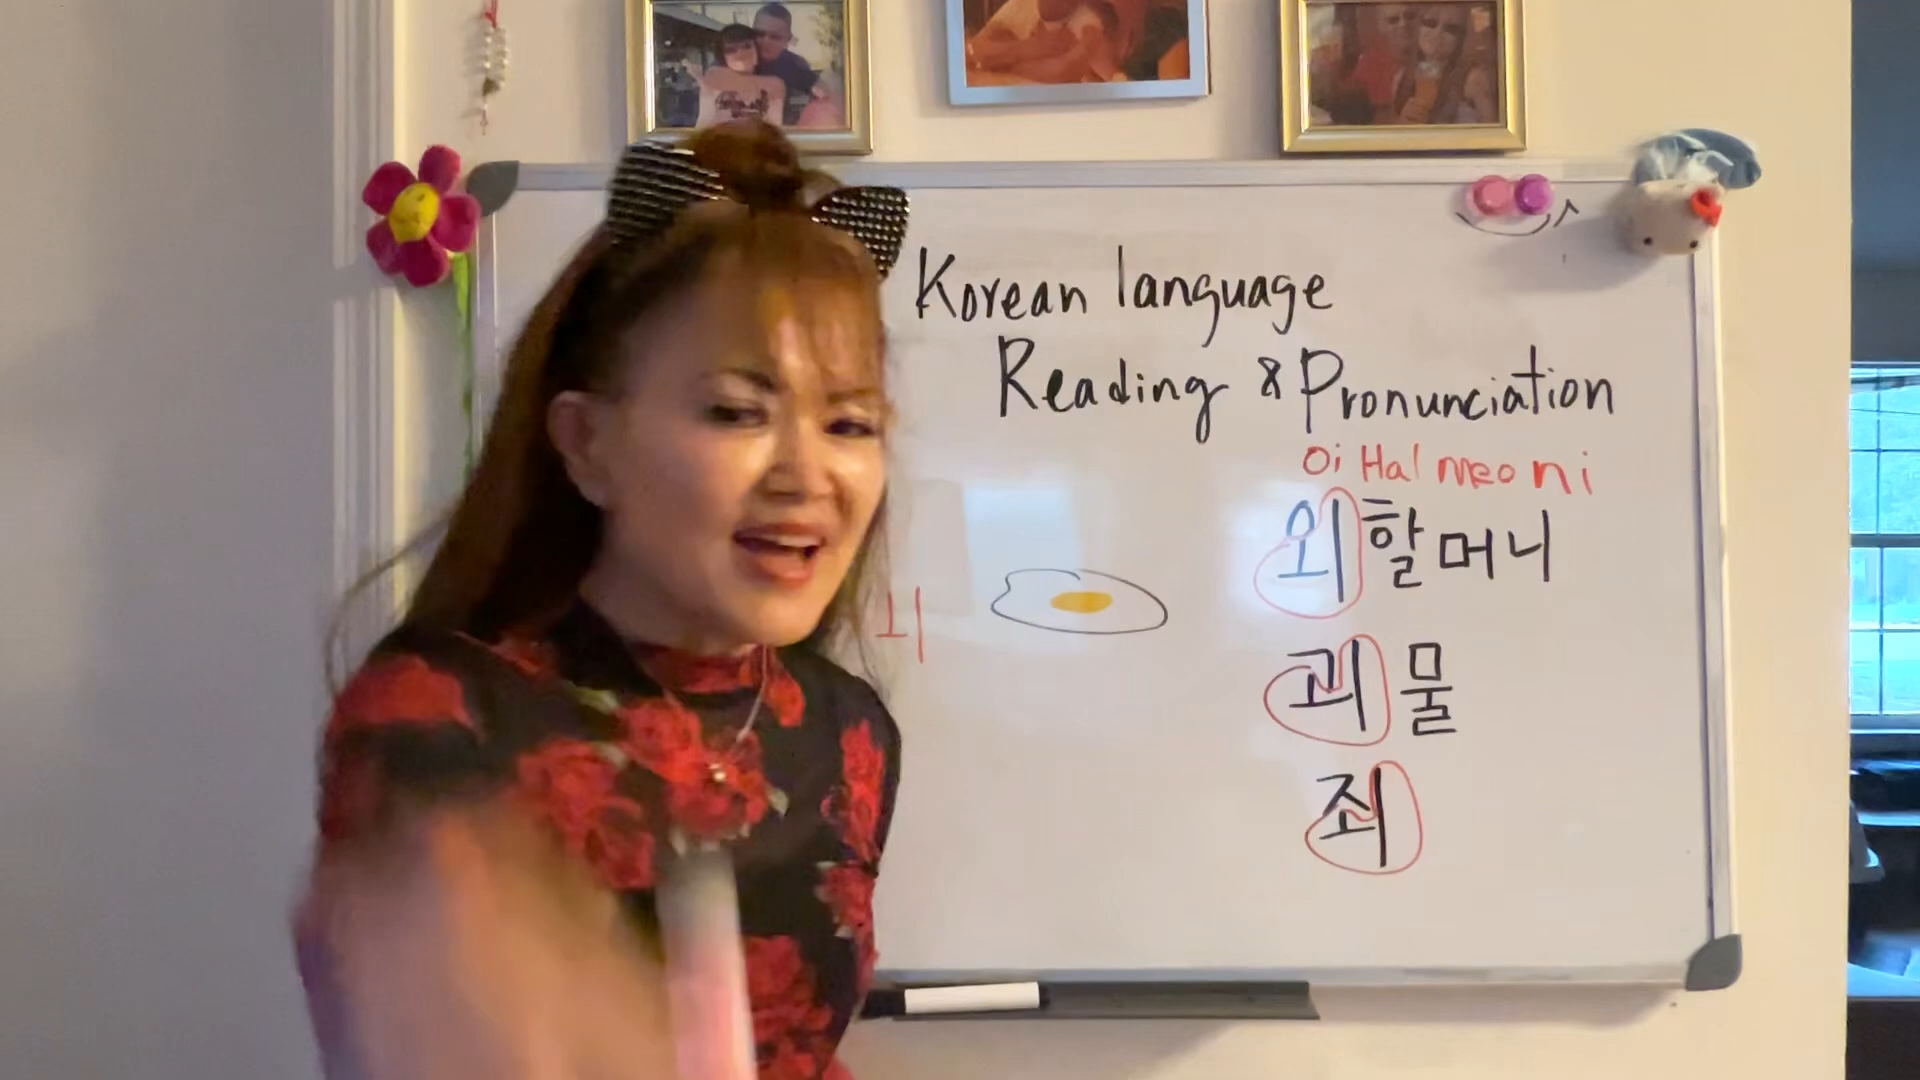 Korean language
Reading & Pronunciation
Oi Hal meo ni
외할머니
ㅚ
괴물
죄